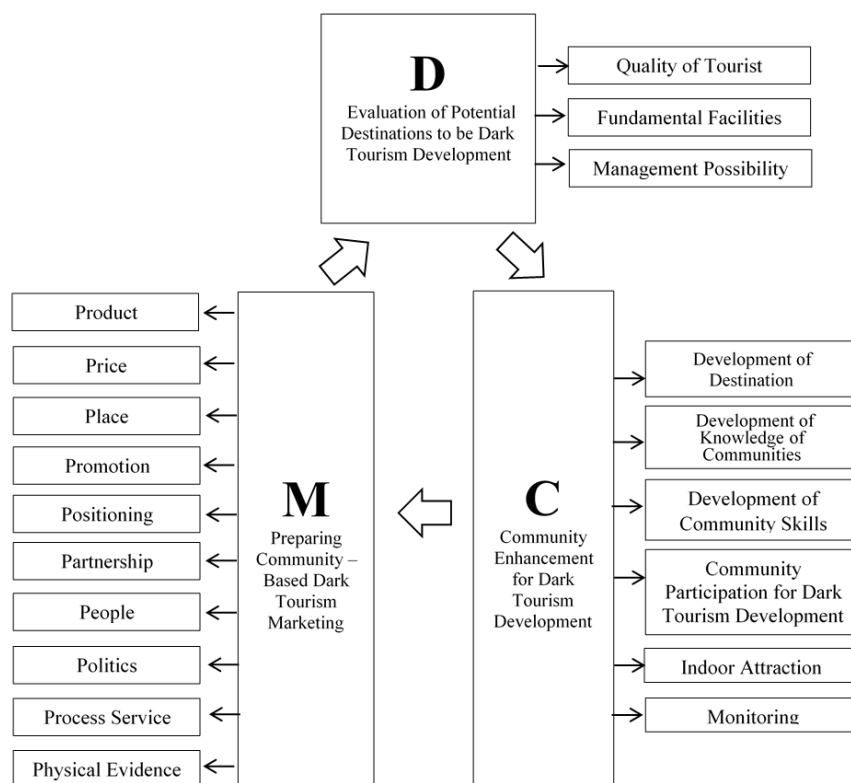 D
Evaluation of Potential
Destinations to be Dark
Tourism Development
Quality of Tourist
Fundamental Facilities
Management Possibility
Product
Price
Place
Promotion
Positioning
Partnership
People
Politics
Process Service
Physical Evidence
M
Preparing
Community –
Based Dark
Tourism
Marketing
C
Community
Enhancement
for Dark
Tourism
Development
Development of
Destination
Development of
Knowledge of
Communities
Development of
Community Skills
Community
Participation for Dark
Tourism Development
Indoor Attraction
Monitoring